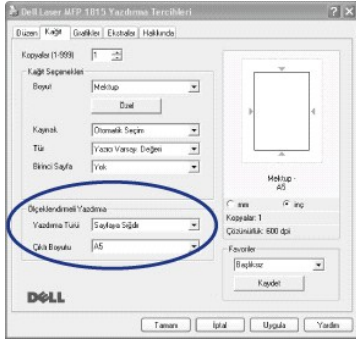 Dell Laser MFP 1815 Yazdırma Tercihleri
Düzen Kağıt Grafikler Ekstralar Hakkında
Kopyalar (1-999) 1
Kağıt Seçenekleri
Boyut Mektup
Özel
Kaynak Otomatik Seçim
Tür Yazıcı Varsay. Değeri
Birinci Sayfa Yok
Ölçeklendirmeli Yazdırma
Yazdırma Türü Sayfaya Sığdır
Çıktı Boyutu A5
Mektup -
A5
mm inç
Kopyalar: 1
Çözünürlük: 600 dpi
Favoriler
Başlıksız
Kaydet
DELL
Tamam İptal Uygula Yardım